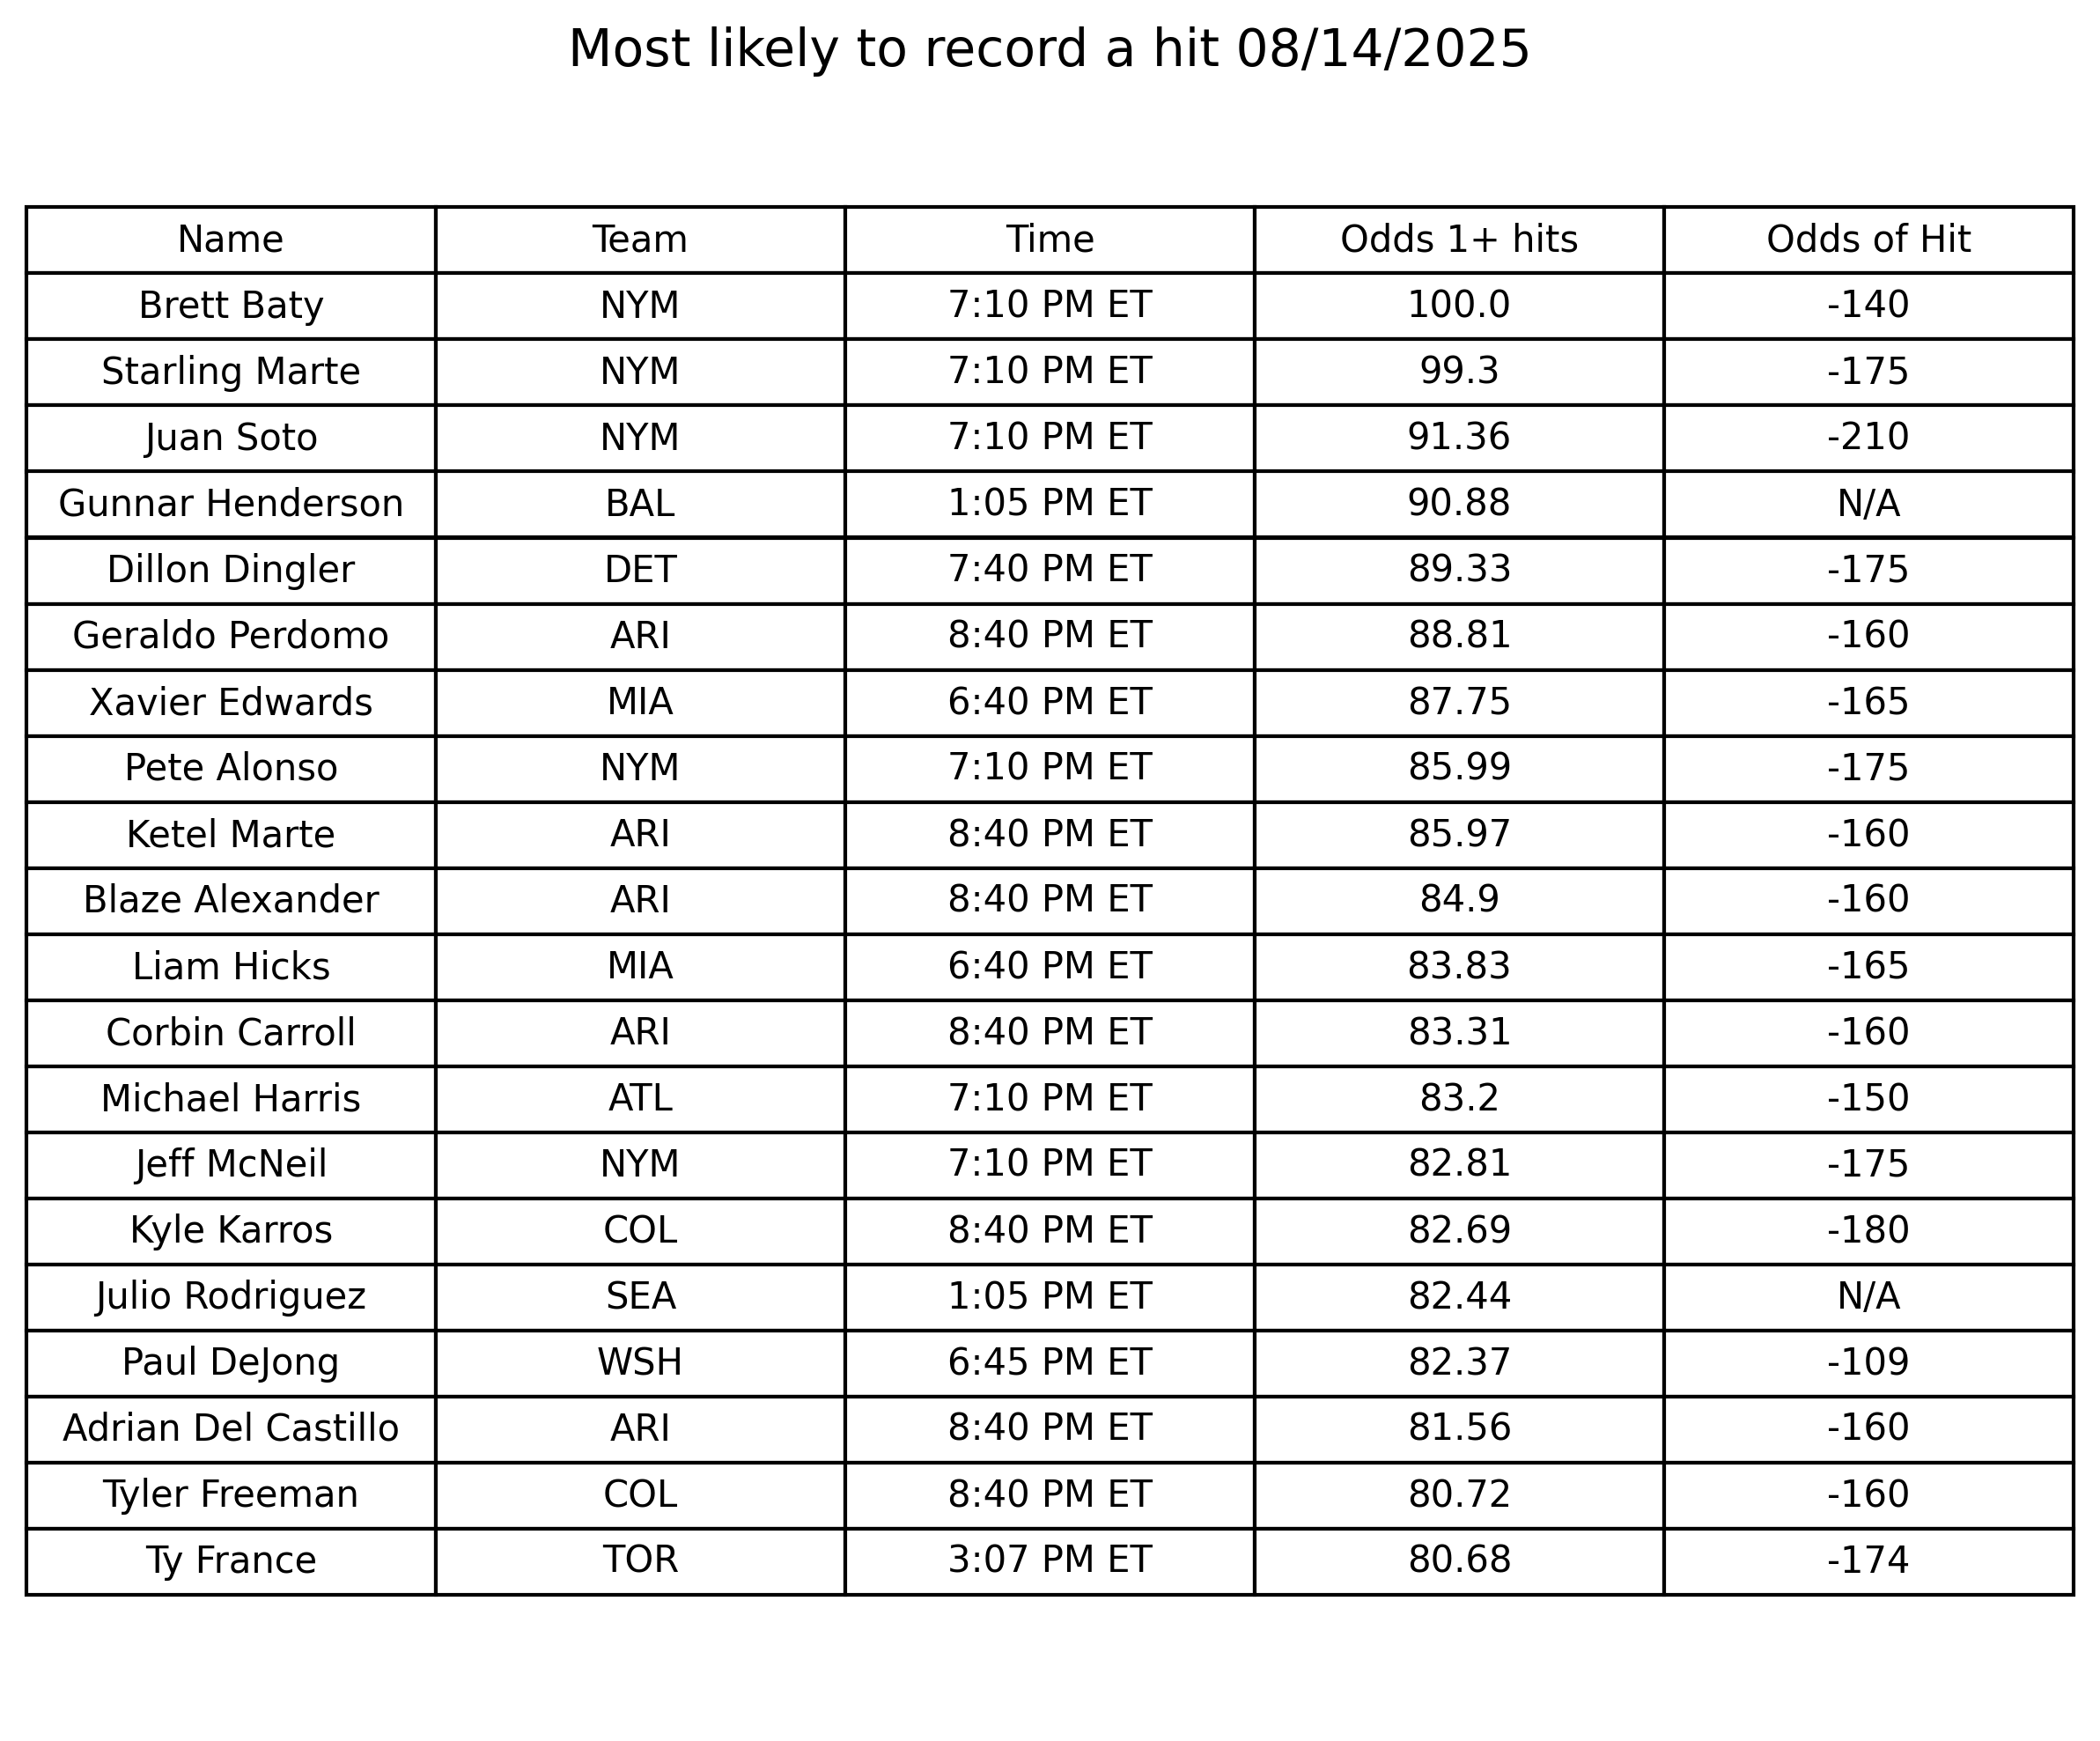 Most likely to record a hit 08/14/2025
Name Team Time Odds 1+ hits Odds of Hit
Brett Baty NYM 7:10 PM ET 100.0 -140
Starling Marte NYM 7:10 PM ET 99.3 -175
Juan Soto NYM 7:10 PM ET 91.36 -210
Gunnar Henderson BAL 1:05 PM ET 90.88 N/A
Dillon Dingler DET 7:40 PM ET 89.33 -175
Geraldo Perdomo ARI 8:40 PM ET 88.81 -160
Xavier Edwards MIA 6:40 PM ET 87.75 -165
Pete Alonso NYM 7:10 PM ET 85.99 -175
Ketel Marte ARI 8:40 PM ET 85.97 -160
Blaze Alexander ARI 8:40 PM ET 84.9 -160
Liam Hicks MIA 6:40 PM ET 83.83 -165
Corbin Carroll ARI 8:40 PM ET 83.31 -160
Michael Harris ATL 7:10 PM ET 83.2 -150
Jeff McNeil NYM 7:10 PM ET 82.81 -175
Kyle Karros COL 8:40 PM ET 82.69 -180
Julio Rodriguez SEA 1:05 PM ET 82.44 N/A
Paul DeJong WSH 6:45 PM ET 82.37 -109
Adrian Del Castillo ARI 8:40 PM ET 81.56 -160
Tyler Freeman COL 8:40 PM ET 80.72 -160
Ty France TOR 3:07 PM ET 80.68 -174